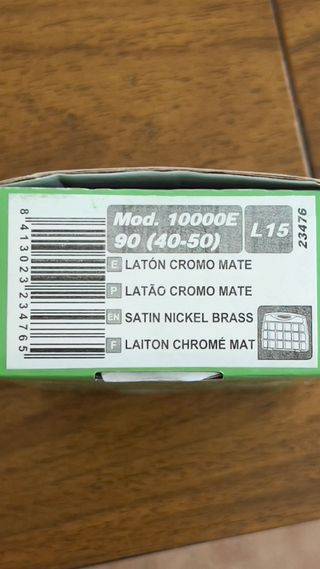 Mod. 10000E
90 (40-50)
L15
23476
E LATÓN CROMO MATE
P LATÃO CROMO MATE
EN SATIN NICKEL BRASS
F LAITON CHROMÉ MAT
8 413023 234765